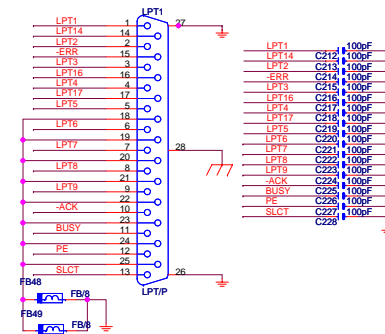 LPT1
LPT1 1 27
LPT14 14
LPT2 2
-ERR 15
LPT3 3
LPT16 16
LPT4 4
LPT17 17
LPT5 5
18
LPT6 6
19
LPT7 7 28
20
LPT8 8
21
LPT9 9
22
-ACK 10
23
BUSY 11
24
PE 12
25
SLCT 13 26
LPT/P
FB48
FB/8
FB49
FB/8
LPT1 100pF
LPT14 C212 100pF
LPT2 C213 100pF
-ERR C214 100pF
LPT3 C215 100pF
LPT16 C216 100pF
LPT4 C217 100pF
LPT17 C218 100pF
LPT5 C219 100pF
LPT6 C220 100pF
LPT7 C221 100pF
LPT8 C222 100pF
LPT9 C223 100pF
-ACK C224 100pF
BUSY C225 100pF
PE C226 100pF
SLCT C227 100pF
C228